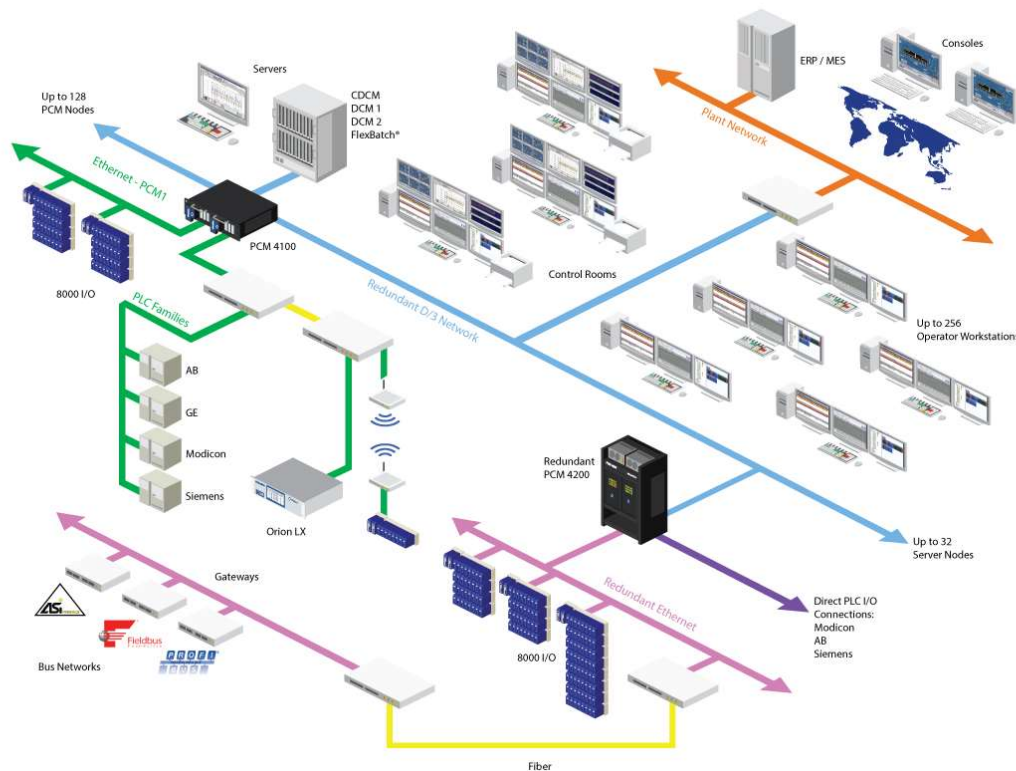 Servers
Up to 128
PCM Nodes
CDCM
DCM 1
DCM 2
FlexBatch®
ERP / MES
Consoles
Plant Network
Ethernet - PCM1
PCM 4100
8000 I/O
Control Rooms
PLC Families
Redundant D/3 Network
Up to 256
Operator Workstations
AB
GE
Modicon
Siemens
Orion LX
Redundant
PCM 4200
Up to 32
Server Nodes
Gateways
Redundant Ethernet
Direct PLC I/O
Connections:
Modicon
AB
Siemens
ASi
Fieldbus
PROFI
BUS
Bus Networks
8000 I/O
Fiber